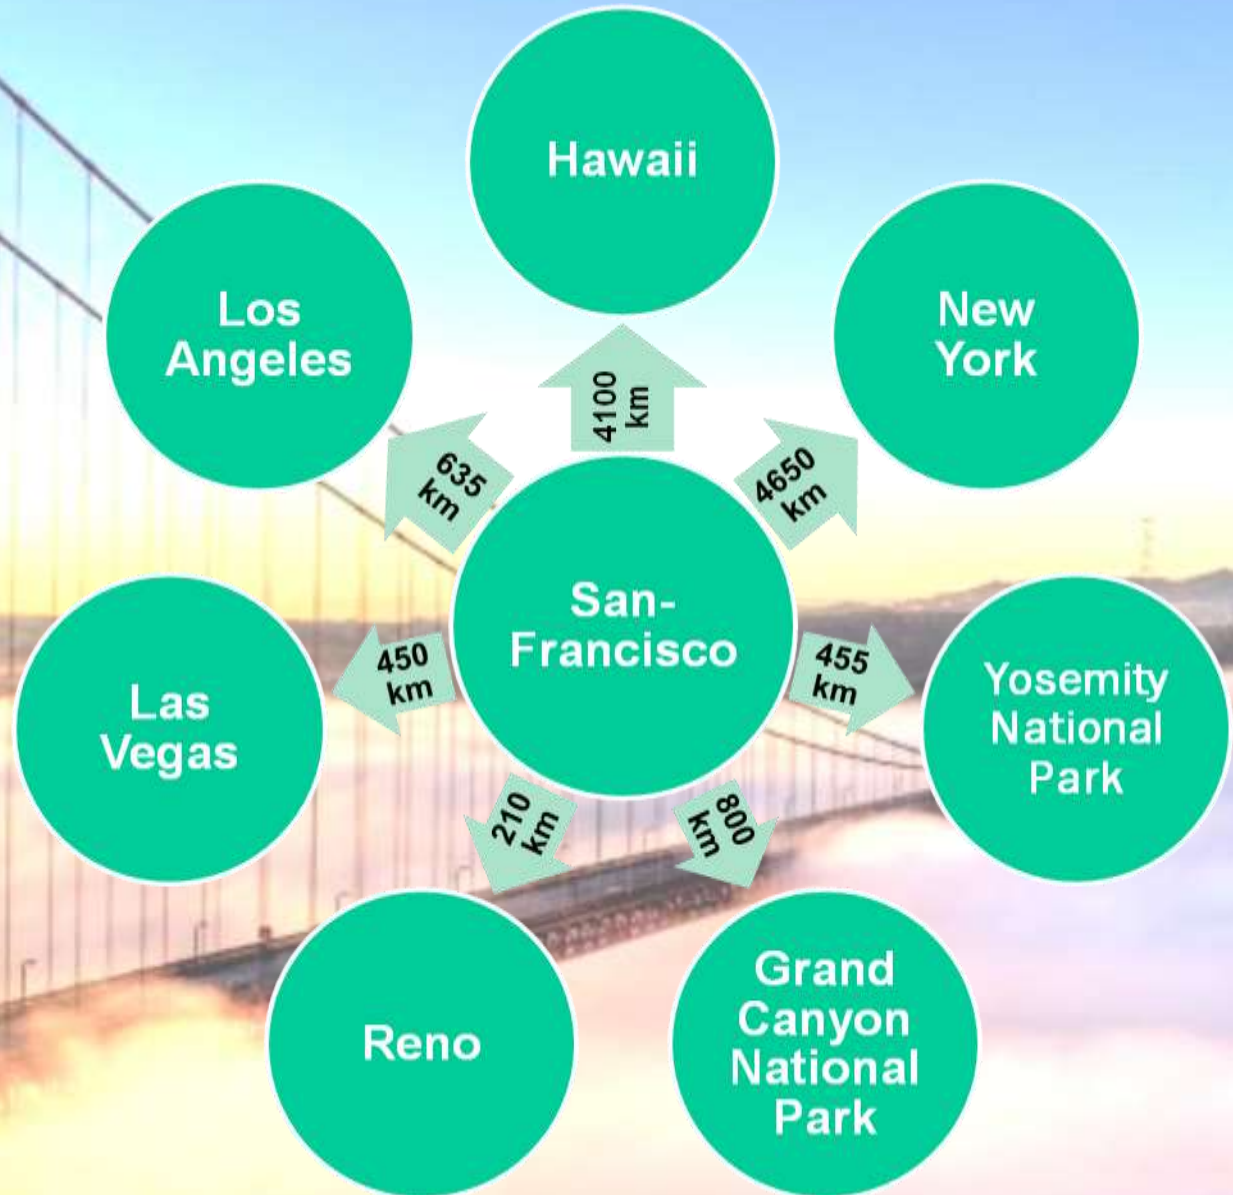 Hawaii
Los
Angeles
New
York
4100
km
635
km
4650
km
San-
Francisco
450
km
455
km
Las
Vegas
Yosemity
National
Park
210
km
800
km
Reno
Grand
Canyon
National
Park